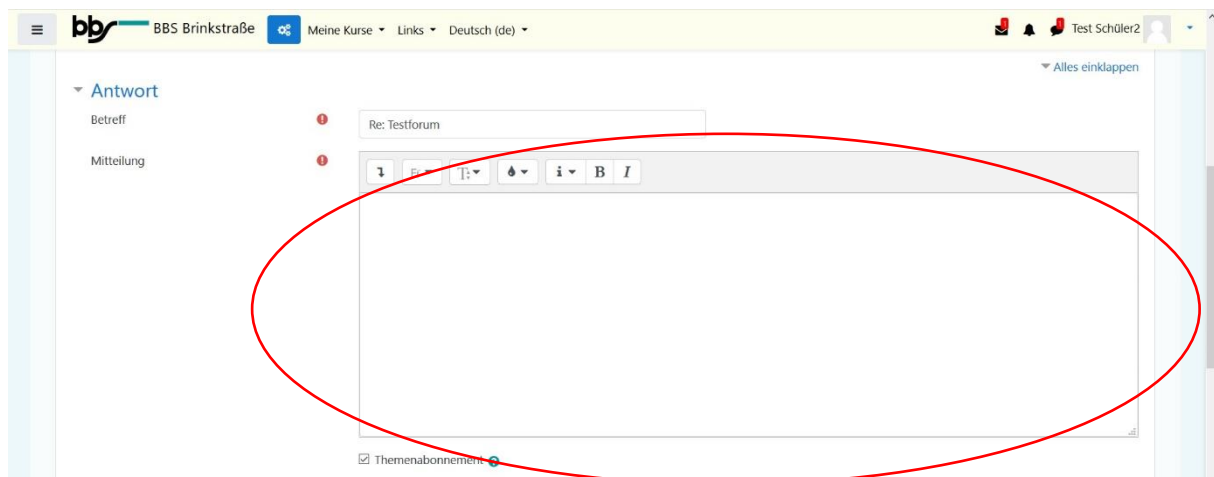 bbs BBS Brinkstraße Meine Kurse Links Deutsch (de) Test Schüler2
Alles einklappen
Antwort
Betreff Re: Testforum
Mitteilung
T: i B I
Themenabonnement